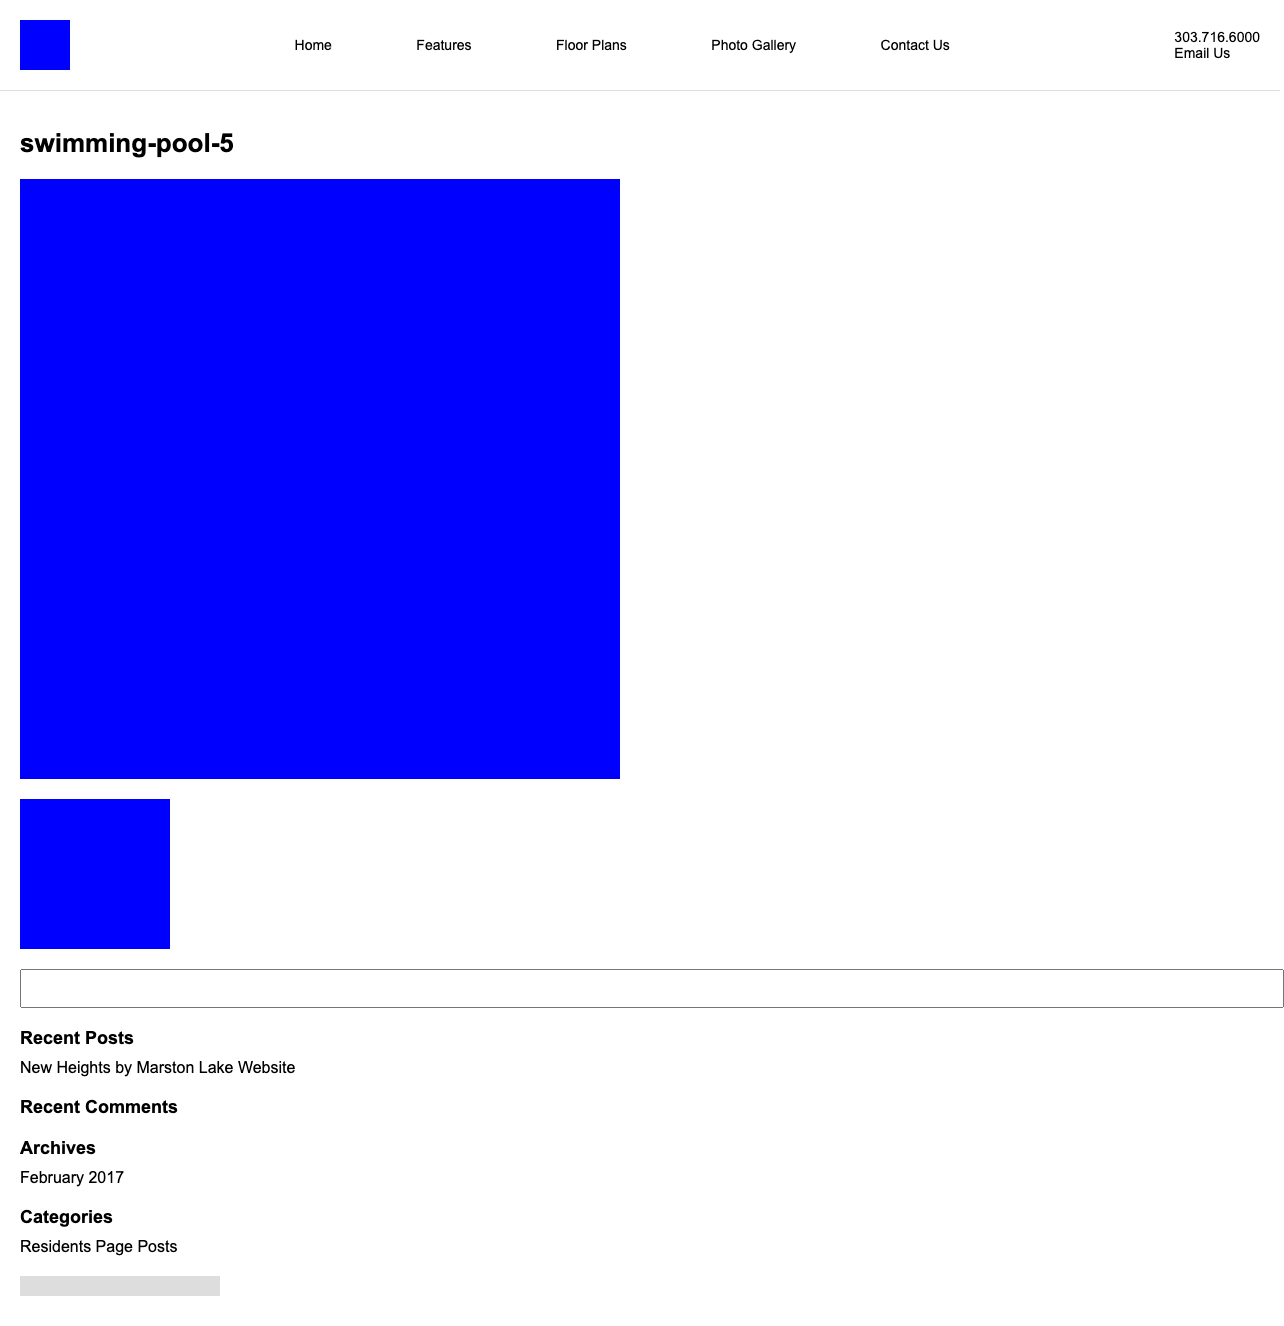 Home
Features
Floor Plans
Photo Gallery
Contact Us
303.716.6000
Email Us
swimming-pool-5
Recent Posts
New Heights by Marston Lake Website
Recent Comments
Archives
February 2017
Categories
Residents Page Posts